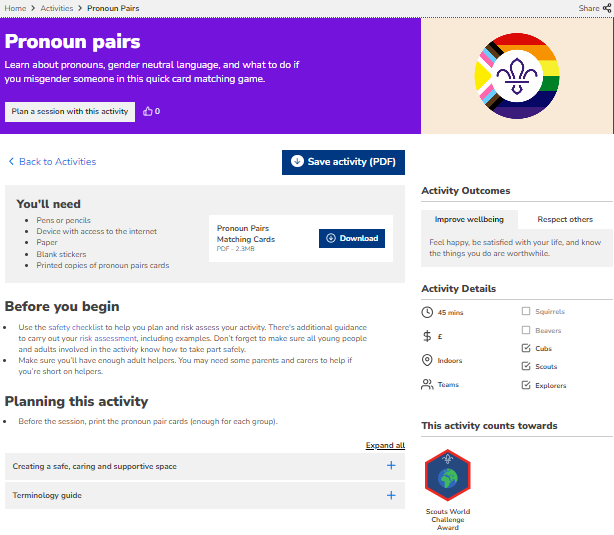 Home > Activities > Pronoun Pairs
Share
Pronoun pairs
Learn about pronouns, gender neutral language, and what to do if
you misgender someone in this quick card matching game.
Plan a session with this activity
0
Back to Activities
Save activity (PDF)
You'll need
Pens or pencils
Device with access to the internet
Paper
Blank stickers
Printed copies of pronoun pairs cards
Pronoun Pairs
Matching Cards
PDF – 2.3MB
Download
Before you begin
Use the safety checklist to help you plan and risk assess your activity. There's additional guidance
to carry out your risk assessment, including examples. Don't forget to make sure all young people
and adults involved in the activity know how to take part safely.
Make sure you'll have enough adult helpers. You may need some parents and carers to help if
you're short on helpers.
Planning this activity
Before the session, print the pronoun pair cards (enough for each group).
Expand all
Creating a safe, caring and supportive space
Terminology guide
Activity Outcomes
Improve wellbeing
Respect others
Feel happy, be satisfied with your life, and know
the things you do are worthwhile.
Activity Details
45 mins
£
Indoors
Teams
Squirrels
Beavers
Cubs
Scouts
Explorers
This activity counts towards
Scouts World
Challenge
Award